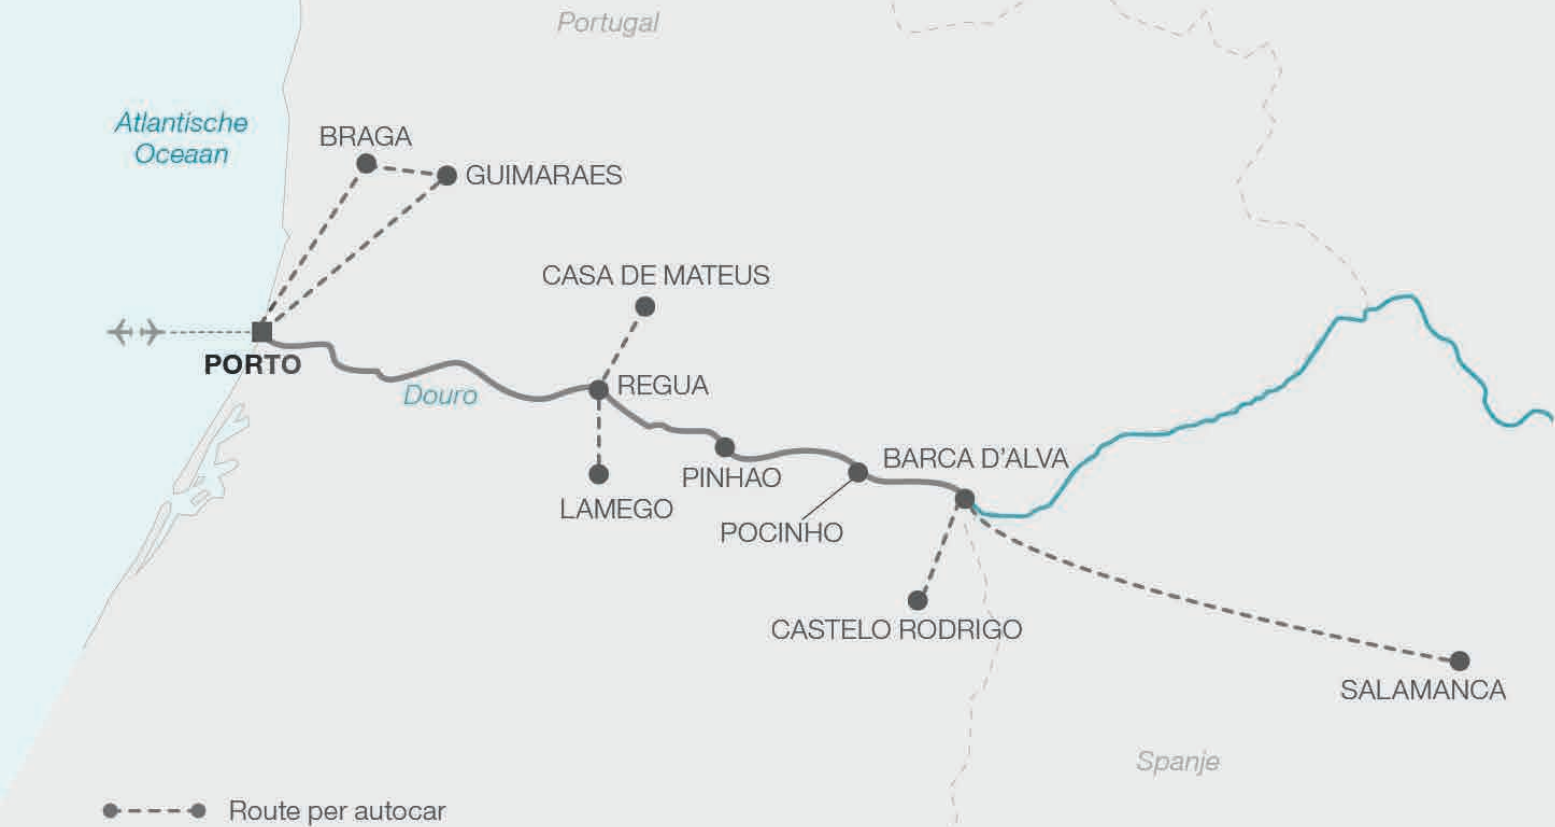 Portugal
Atlantische
Oceaan
BRAGA
GUIMARAES
CASA DE MATEUS
PORTO
Douro
REGUA
LAMEGO
PINHAO
POCINHO
BARCA D'ALVA
CASTELO RODRIGO
SALAMANCA
Spanje
Route per autocar